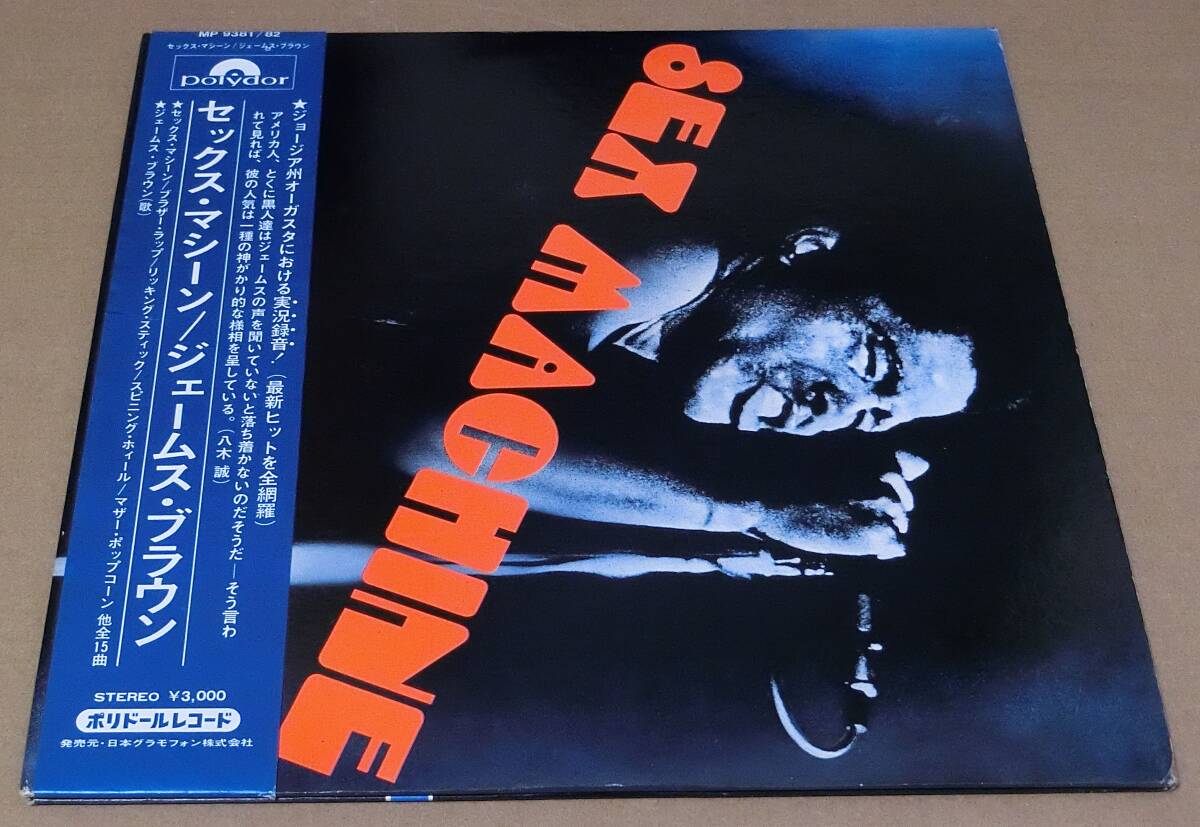 MP 9381/82
セックス・マシーン/ジェームス・ブラウン
polydor
★ジョージア州オーガスタにおける実況録音！(最新ヒットを全網羅)
アメリカ人、とくに黒人達はジェームスの声を聞いていないと落ち着かないのだそうだ―そう言わ
れて見れば、彼の人気は一種の神がかり的な様相を呈している。(八木 誠)
セックス・マシーン/ジェームス・ブラウン
★セックス・マシーン/ブラザー・ラップ/リッキング・スティック/スピニング・ホィール/マザー・ポップコーン 他全15曲
★ジェームス・ブラウン(歌)
STEREO ¥3,000
ポリドールレコード
発売元・日本グラモフォン株式会社
SEX MACHINE